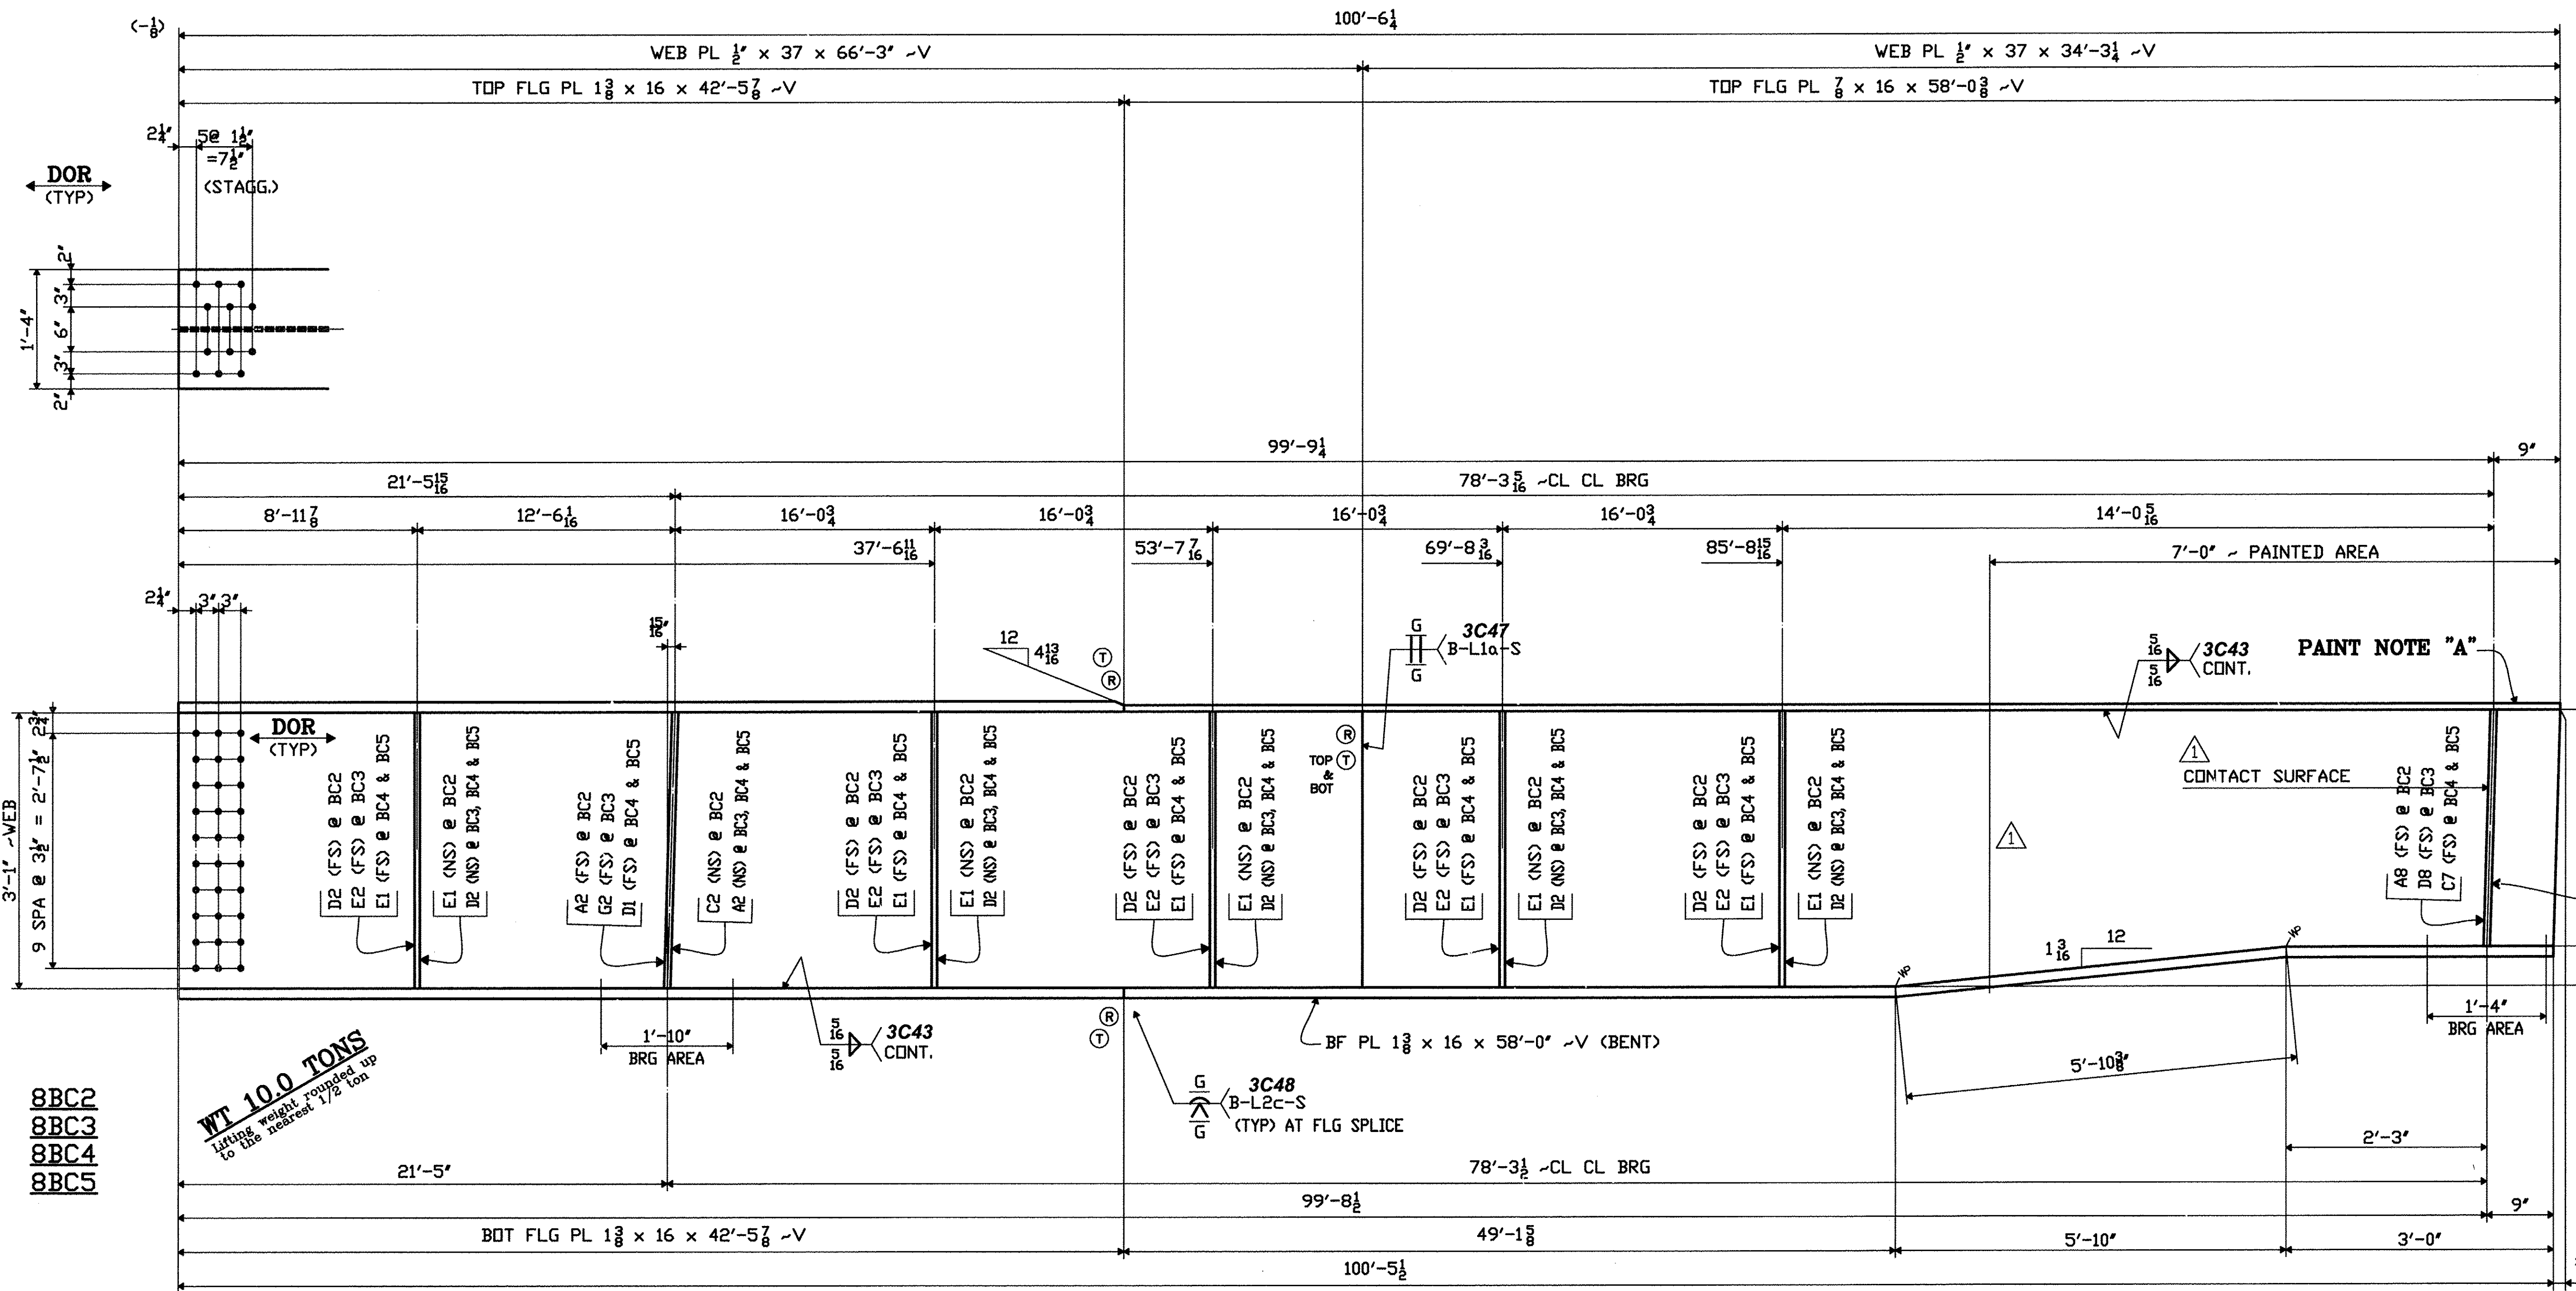 (-1/8)
100'-6 1/4
WEB PL 1/2" x 37 x 66'-3" ~V
WEB PL 1/2" x 37 x 34'-3 1/4 ~V
TOP FLG PL 1 3/8 x 16 x 42'-5 7/8 ~V
TOP FLG PL 7/8 x 16 x 58'-0 3/8 ~V
2 1/4"
5@ 1 1/2"
=7 1/2"
(STAGG.)
DOR
(TYP)
2"
3"
6"
3"
2"
1'-4"
99'-9 1/4
9"
21'-5 15/16
78'-3 5/16 ~CL CL BRG
8'-11 7/8
12'-6 1/16
16'-0 3/4
16'-0 3/4
16'-0 3/4
16'-0 3/4
14'-0 5/16
37'-6 11/16
53'-7 7/16
69'-8 3/16
85'-8 15/16
7'-0" ~ PAINTED AREA
2 1/4"
3"
3"
15/16"
12
4 13/16
T
R
G
G
3C47
B-L1a-S
5/16
5/16
3C43
CONT.
PAINT NOTE "A"
2 3/4"
9 SPA @ 3 1/2" = 2'-7 1/2"
3'-1" ~WEB
DOR
(TYP)
D2 (FS) @ BC2
E2 (FS) @ BC3
E1 (FS) @ BC4 & BC5
E1 (NS) @ BC2
D2 (NS) @ BC3, BC4 & BC5
A2 (FS) @ BC2
G2 (FS) @ BC3
D1 (FS) @ BC4 & BC5
C2 (NS) @ BC2
A2 (NS) @ BC3, BC4 & BC5
D2 (FS) @ BC2
E2 (FS) @ BC3
E1 (FS) @ BC4 & BC5
E1 (NS) @ BC2
D2 (NS) @ BC3, BC4 & BC5
D2 (FS) @ BC2
E2 (FS) @ BC3
E1 (FS) @ BC4 & BC5
E1 (NS) @ BC2
D2 (NS) @ BC3, BC4 & BC5
R
TOP
&
BOT
T
D2 (FS) @ BC2
E2 (FS) @ BC3
E1 (FS) @ BC4 & BC5
E1 (NS) @ BC2
D2 (NS) @ BC3, BC4 & BC5
D2 (FS) @ BC2
E2 (FS) @ BC3
E1 (FS) @ BC4 & BC5
E1 (NS) @ BC2
D2 (NS) @ BC3, BC4 & BC5
1
CONTACT SURFACE
1
A8 (FS) @ BC2
D8 (FS) @ BC3
C7 (FS) @ BC4 & BC5
WP
WP
12
1 3/16
1'-10"
BRG AREA
5/16
5/16
3C43
CONT.
R
T
BF PL 1 3/8 x 16 x 58'-0" ~V (BENT)
1'-4"
BRG AREA
5'-10 3/8"
G
G
3C48
B-L2c-S
(TYP) AT FLG SPLICE
WT 10.0 TONS
Lifting weight rounded up
to the nearest 1/2 ton
8BC2
8BC3
8BC4
8BC5
2'-3"
21'-5"
78'-3 1/2 ~CL CL BRG
99'-8 1/2
9"
BOT FLG PL 1 3/8 x 16 x 42'-5 7/8 ~V
49'-1 5/8
5'-10"
3'-0"
100'-5 1/2